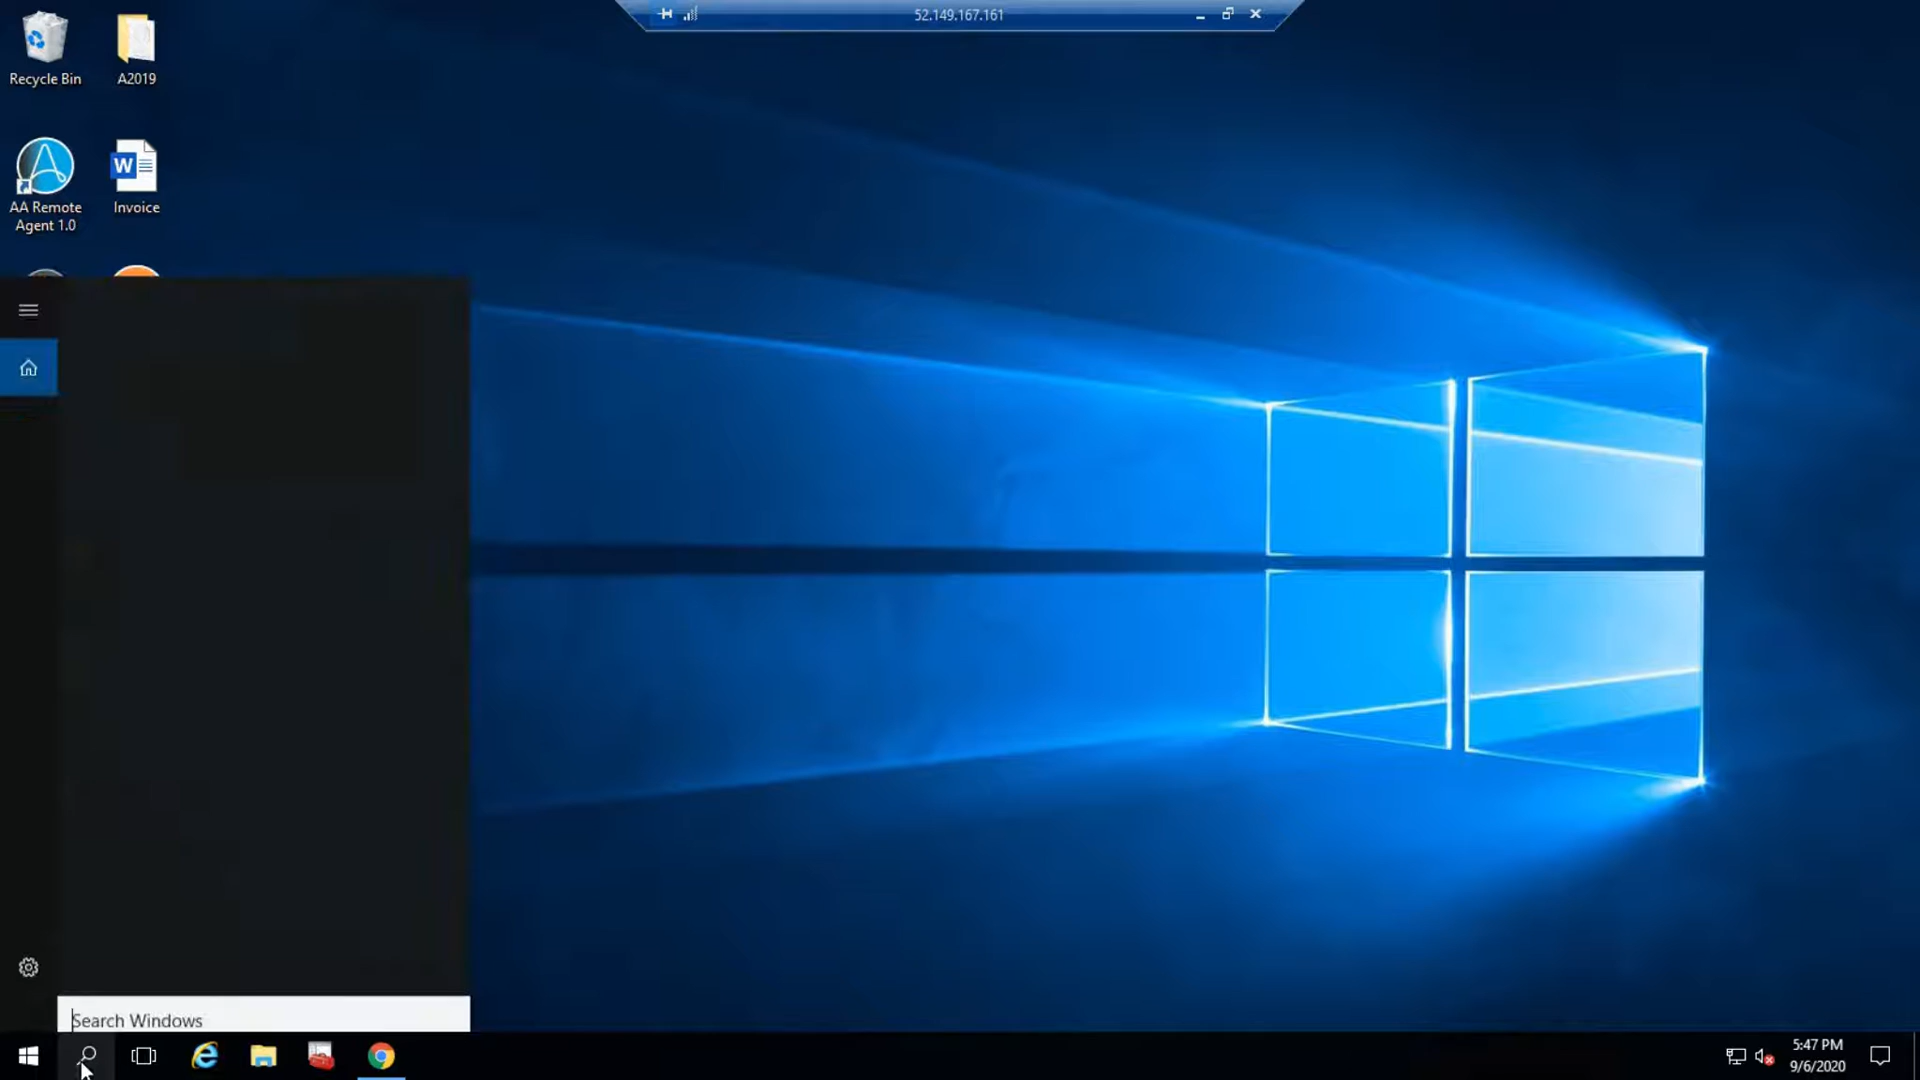 52.149.167.161
Recycle Bin
A2019
W
AA Remote
Agent 1.0
Invoice
Search Windows
5:47 PM
9/6/2020